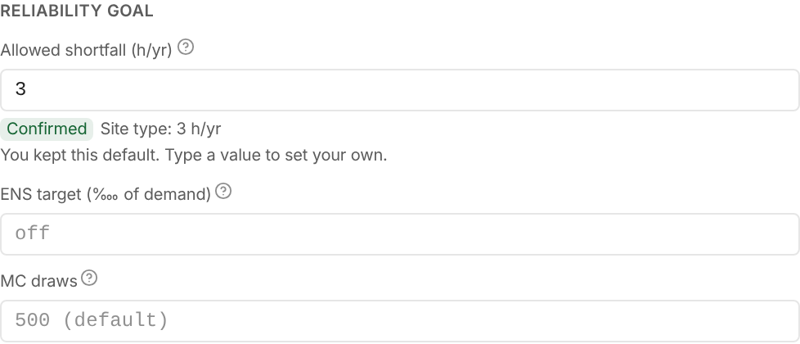 RELIABILITY GOAL
Allowed shortfall (h/yr) ?
3
Confirmed Site type: 3 h/yr
You kept this default. Type a value to set your own.
ENS target (‱ of demand) ?
off
MC draws ?
500 (default)